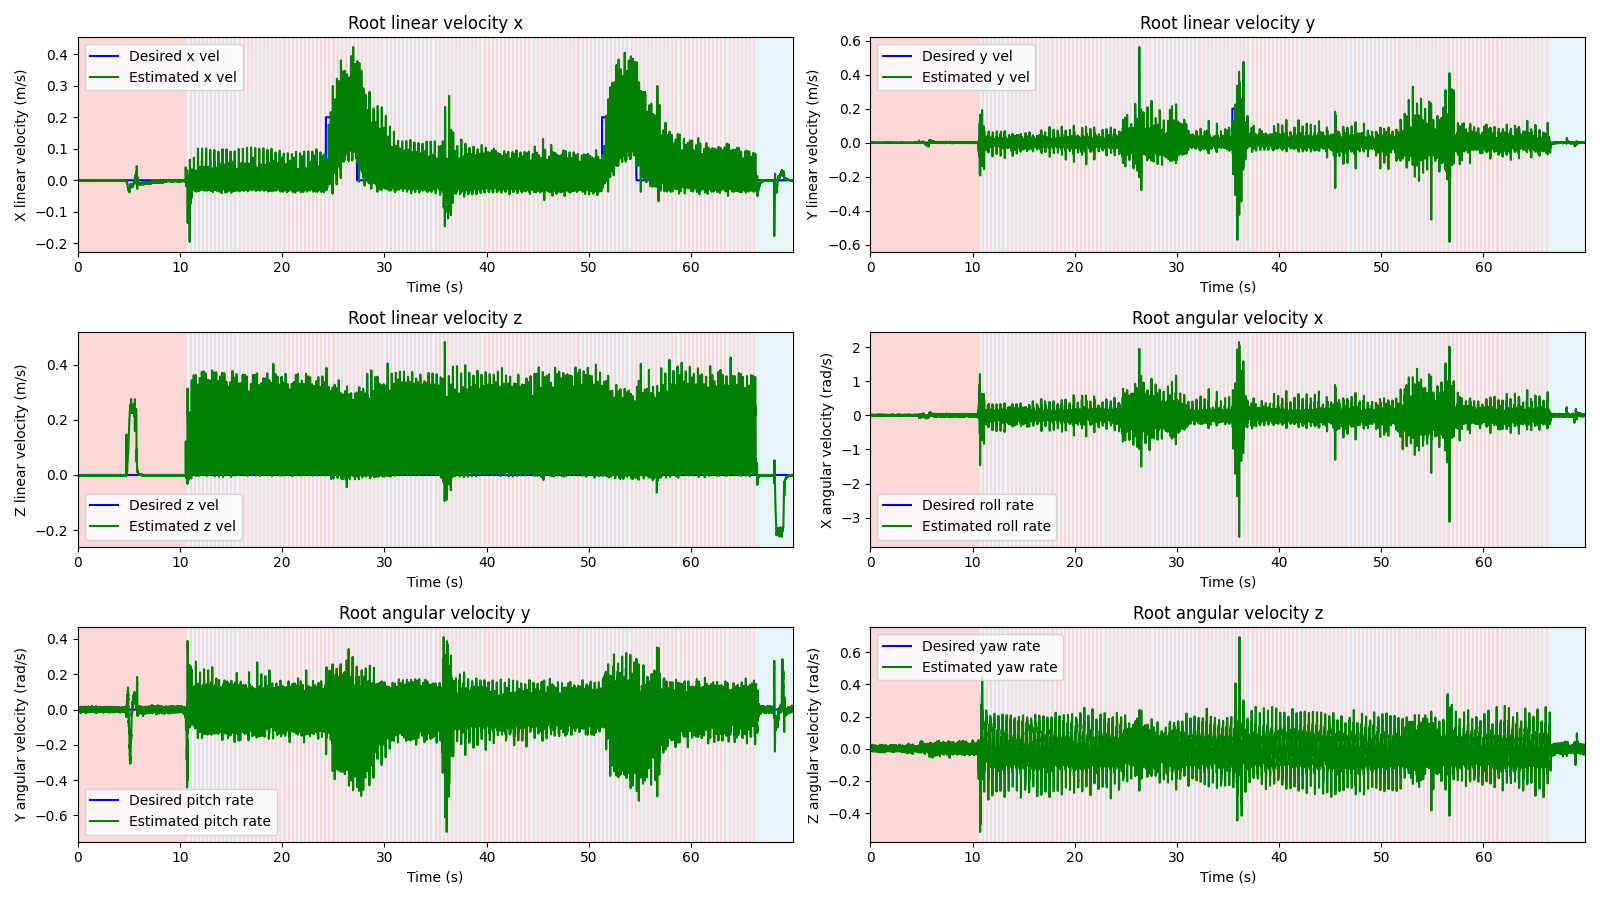 Root linear velocity x
X linear velocity (m/s)
0.4
0.3
0.2
0.1
0.0
−0.1
−0.2
Desired x vel
Estimated x vel
0 10 20 30 40 50 60
Time (s)
Root linear velocity y
Y linear velocity (m/s)
0.6
0.4
0.2
0.0
−0.2
−0.4
−0.6
Desired y vel
Estimated y vel
0 10 20 30 40 50 60
Time (s)
Root linear velocity z
Z linear velocity (m/s)
0.4
0.2
0.0
−0.2
Desired z vel
Estimated z vel
0 10 20 30 40 50 60
Time (s)
Root angular velocity x
X angular velocity (rad/s)
2
1
0
−1
−2
−3
Desired roll rate
Estimated roll rate
0 10 20 30 40 50 60
Time (s)
Root angular velocity y
Y angular velocity (rad/s)
0.4
0.2
0.0
−0.2
−0.4
−0.6
Desired pitch rate
Estimated pitch rate
0 10 20 30 40 50 60
Time (s)
Root angular velocity z
Z angular velocity (rad/s)
0.6
0.4
0.2
0.0
−0.2
−0.4
Desired yaw rate
Estimated yaw rate
0 10 20 30 40 50 60
Time (s)